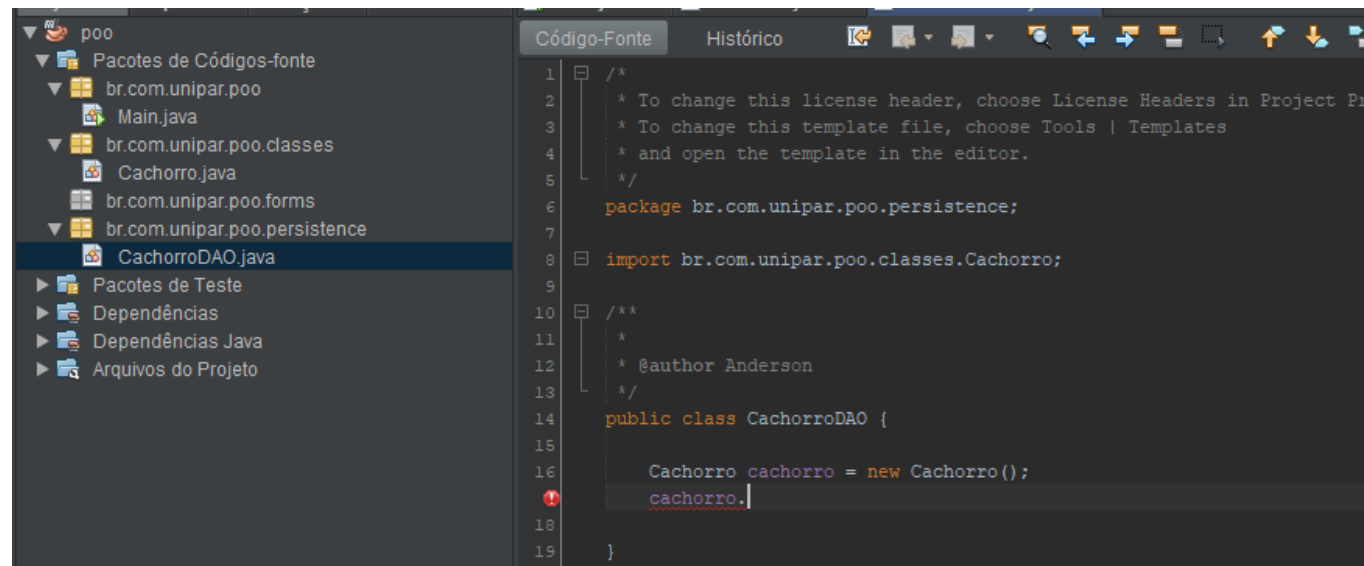 poo
Pacotes de Códigos-fonte
br.com.unipar.poo
Main.java
br.com.unipar.poo.classes
Cachorro.java
br.com.unipar.poo.forms
br.com.unipar.poo.persistence
CachorroDAO.java
Pacotes de Teste
Dependências
Dependências Java
Arquivos do Projeto
Código-Fonte Histórico
1 /*
2 * To change this license header, choose License Headers in Project Pr
3 * To change this template file, choose Tools | Templates
4 * and open the template in the editor.
5 */
6 package br.com.unipar.poo.persistence;
7
8 import br.com.unipar.poo.classes.Cachorro;
9
10 /**
11 *
12 * @author Anderson
13 */
14 public class CachorroDAO {
15
16 Cachorro cachorro = new Cachorro();
cachorro.
18
19 }